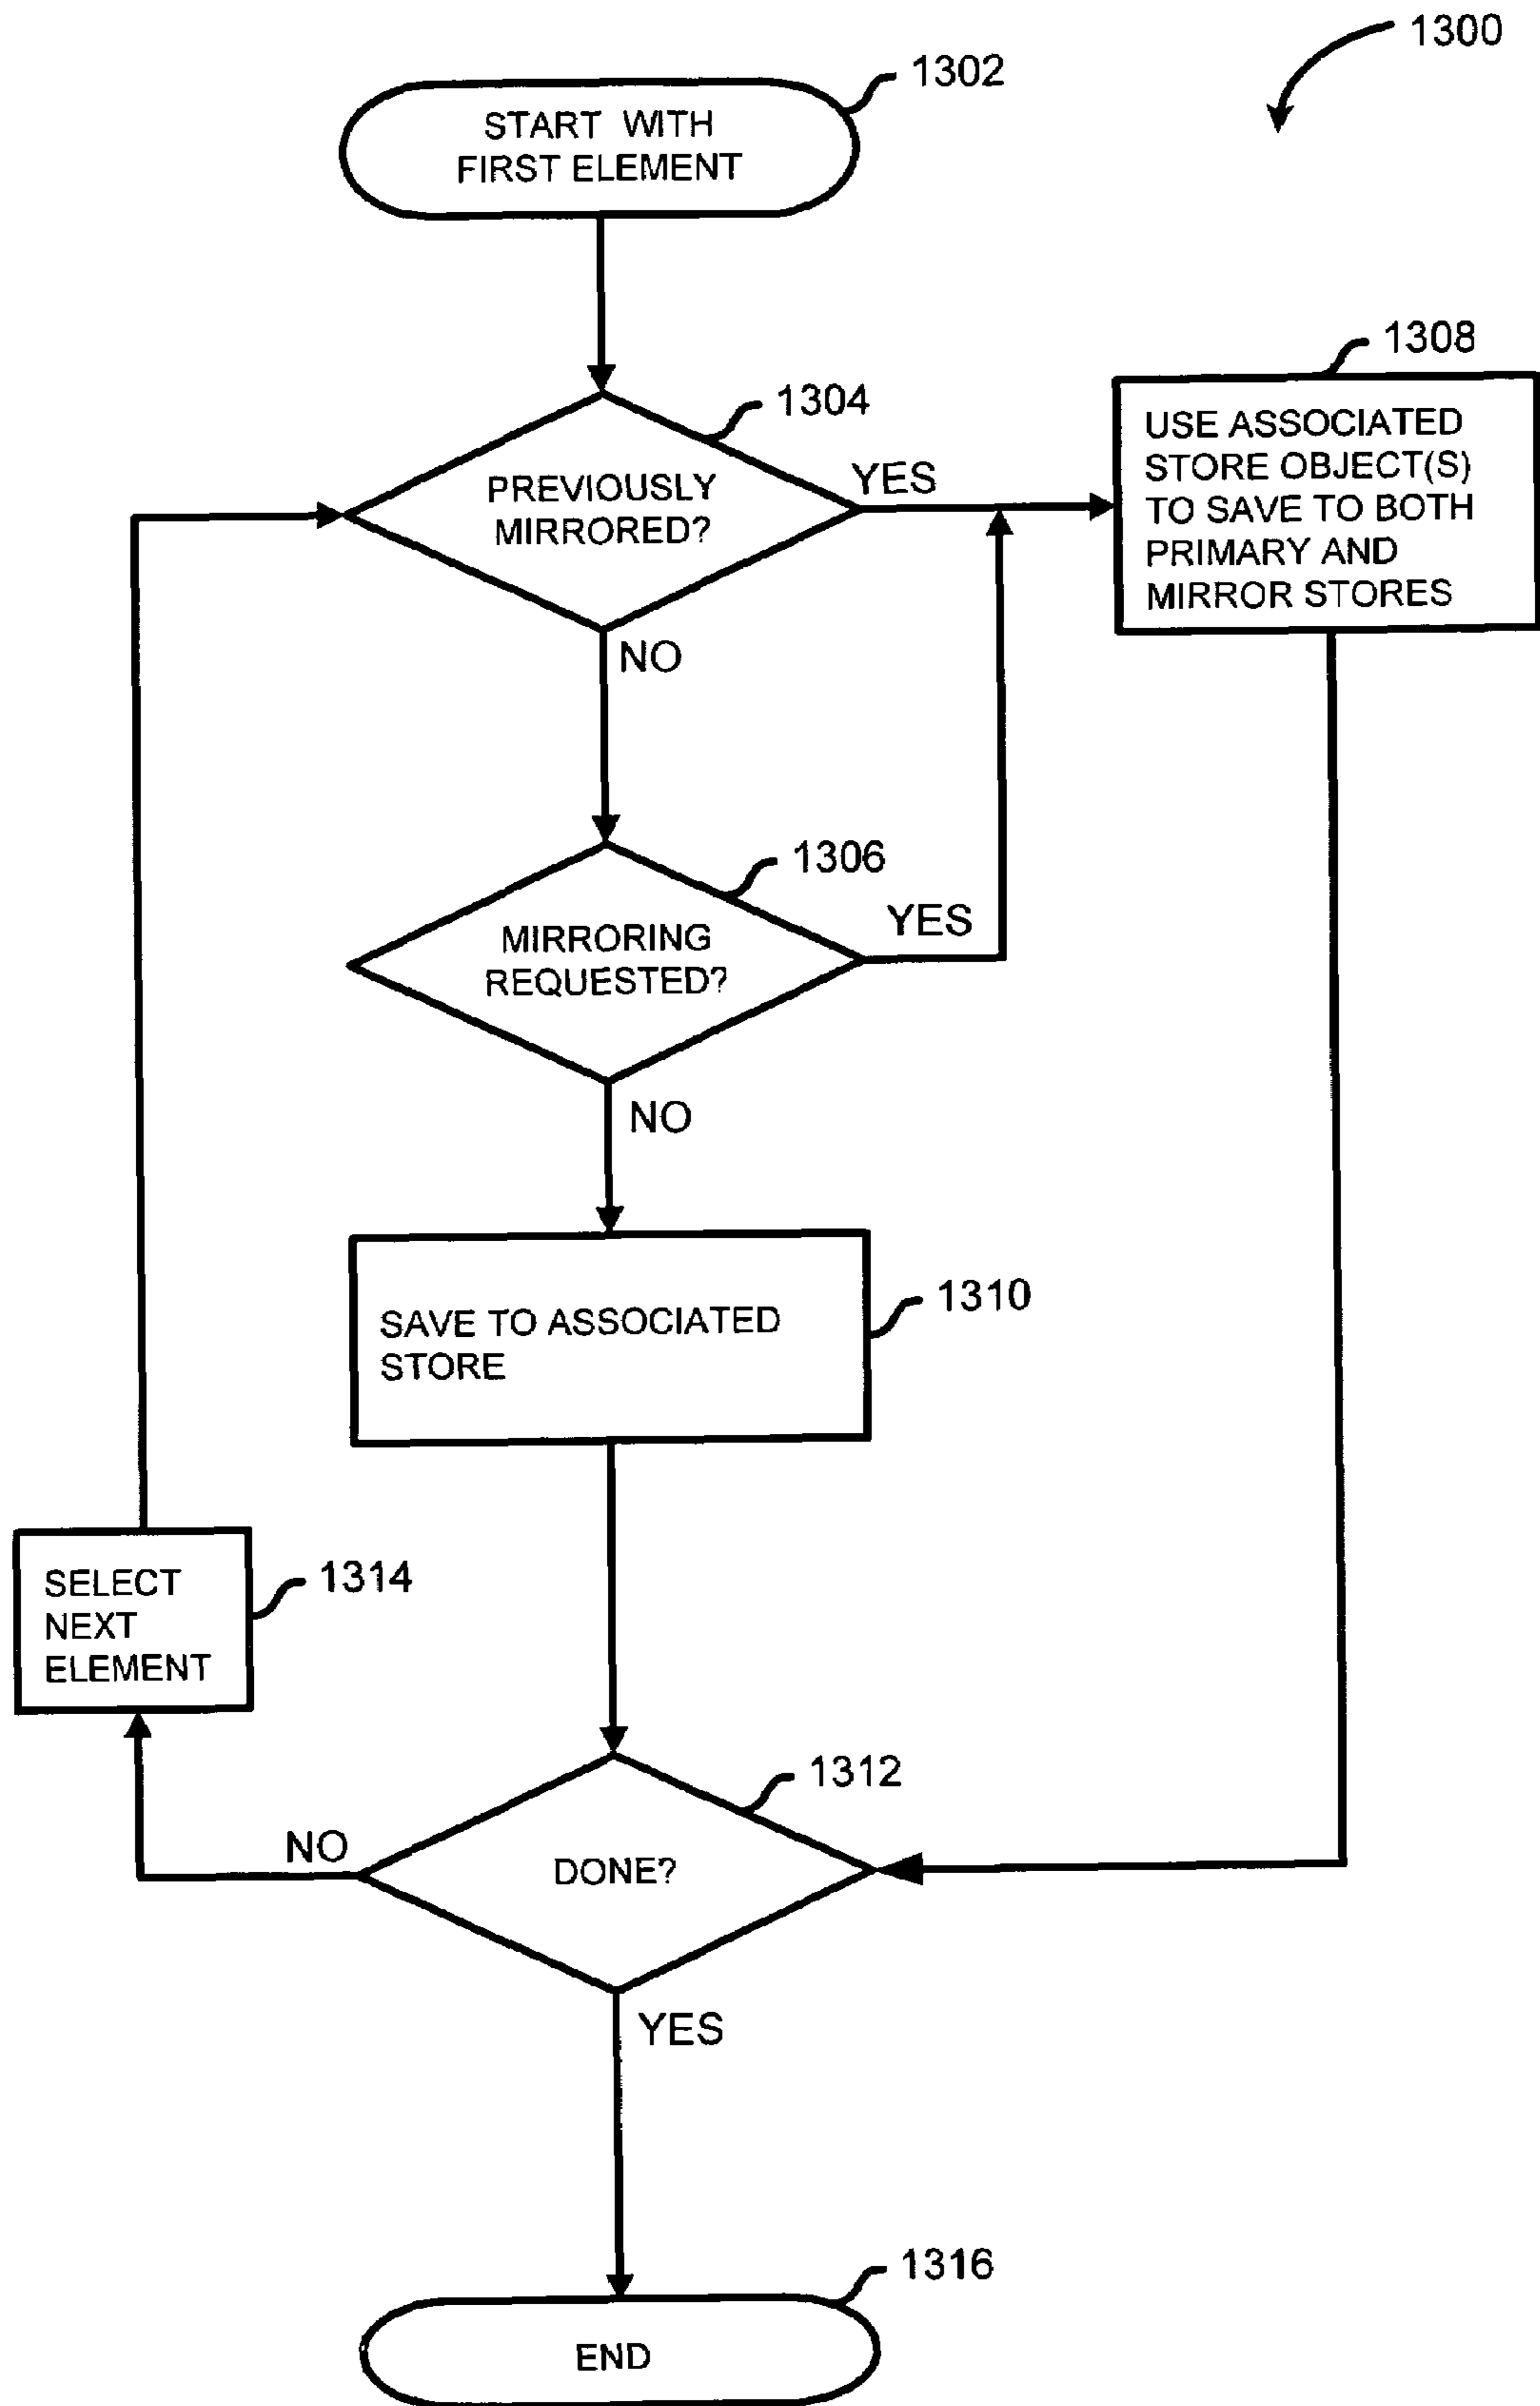 1300
1302
START WITH
FIRST ELEMENT
1304
PREVIOUSLY
MIRRORED?
YES
NO
1308
USE ASSOCIATED
STORE OBJECT(S)
TO SAVE TO BOTH
PRIMARY AND
MIRROR STORES
1306
MIRRORING
REQUESTED?
YES
NO
1310
SAVE TO ASSOCIATED
STORE
1314
SELECT
NEXT
ELEMENT
1312
DONE?
NO
YES
1316
END